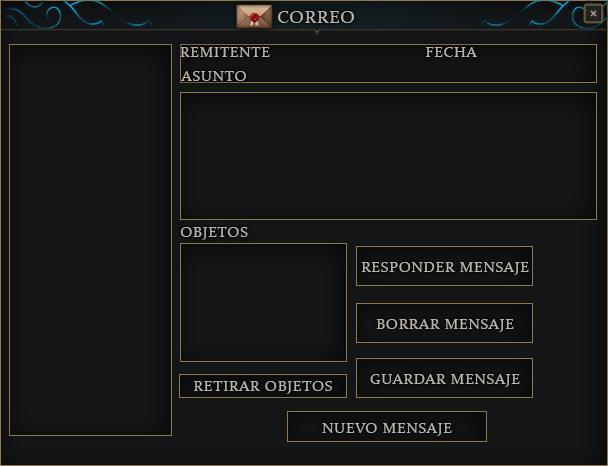 CORREO
REMITENTE FECHA
ASUNTO
OBJETOS
RESPONDER MENSAJE
BORRAR MENSAJE
GUARDAR MENSAJE
RETIRAR OBJETOS
NUEVO MENSAJE